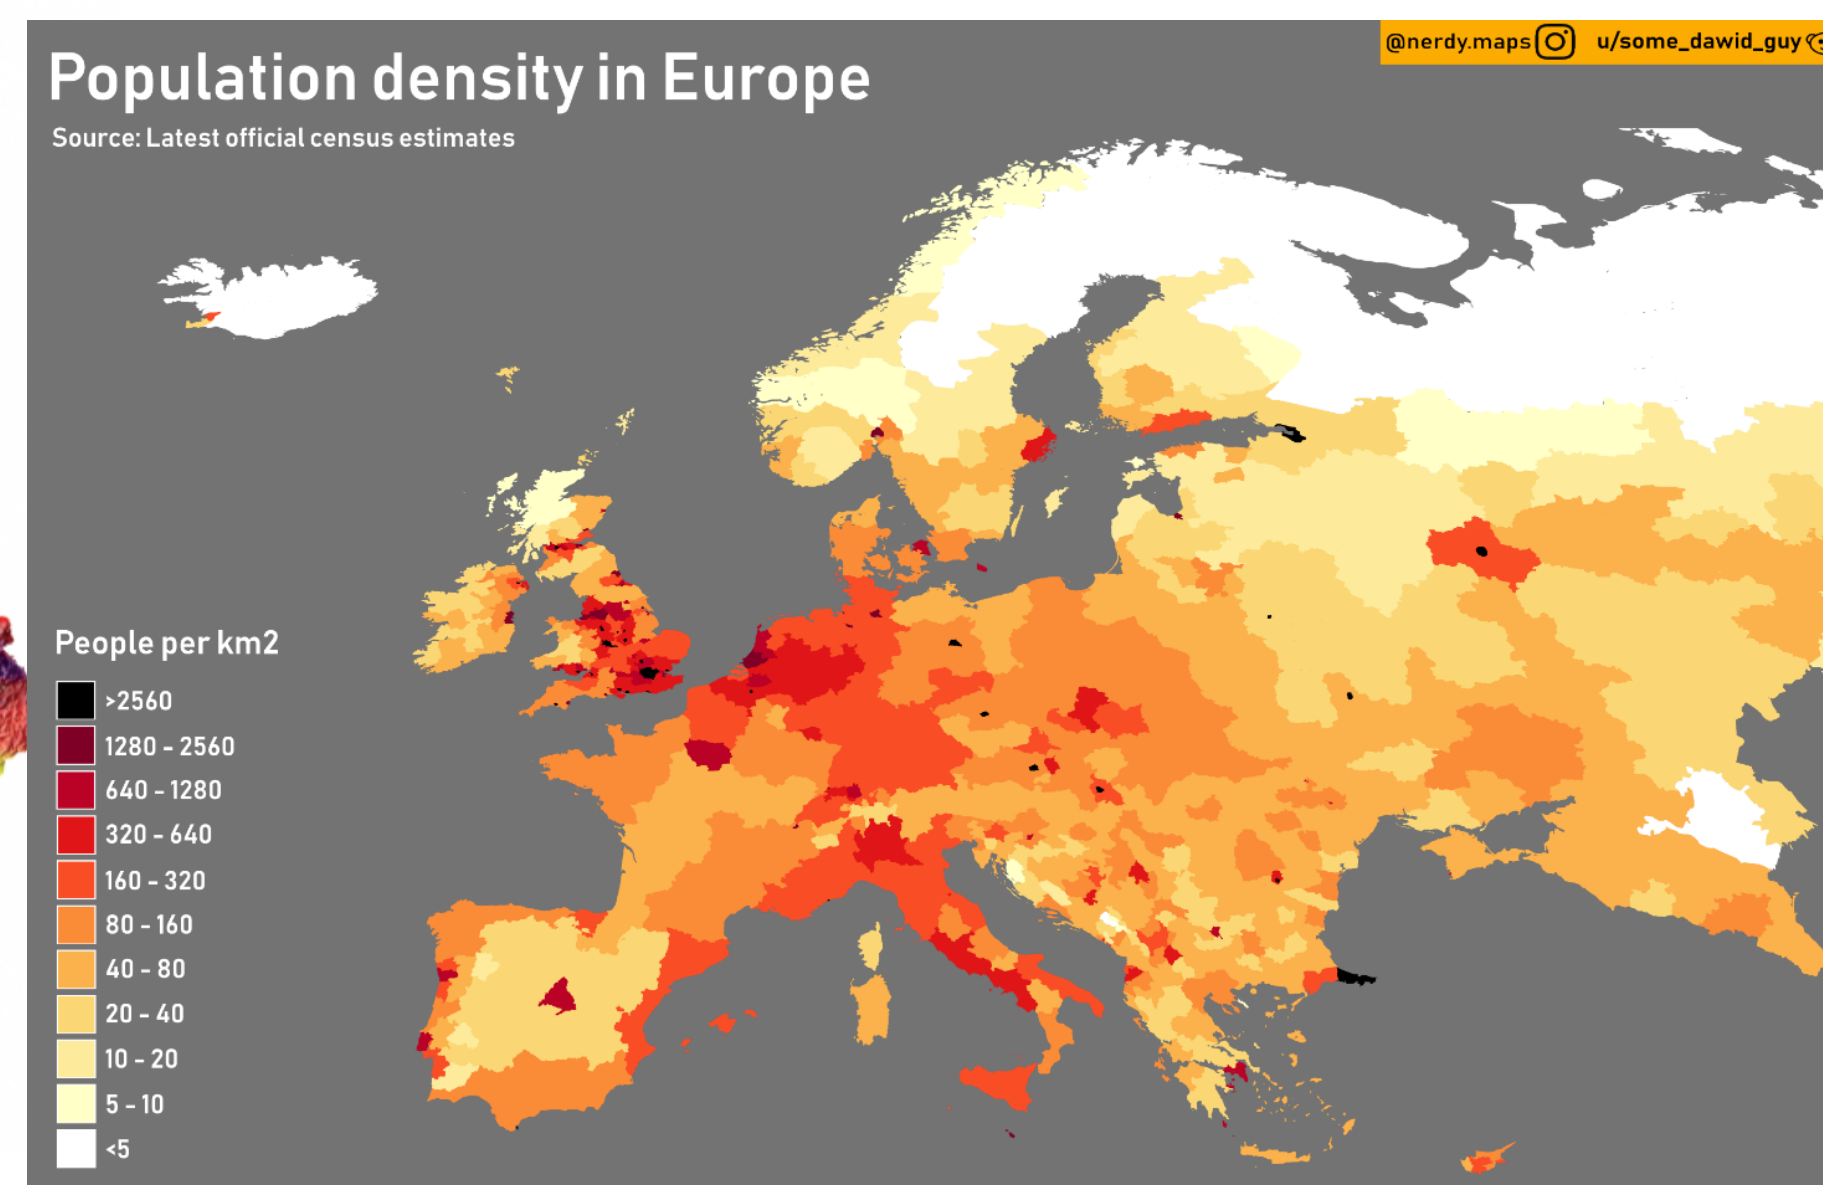 @nerdy.maps u/some_dawid_guy
Population density in Europe
Source: Latest official census estimates
People per km2
>2560
1280 - 2560
640 - 1280
320 - 640
160 - 320
80 - 160
40 - 80
20 - 40
10 - 20
5 - 10
<5